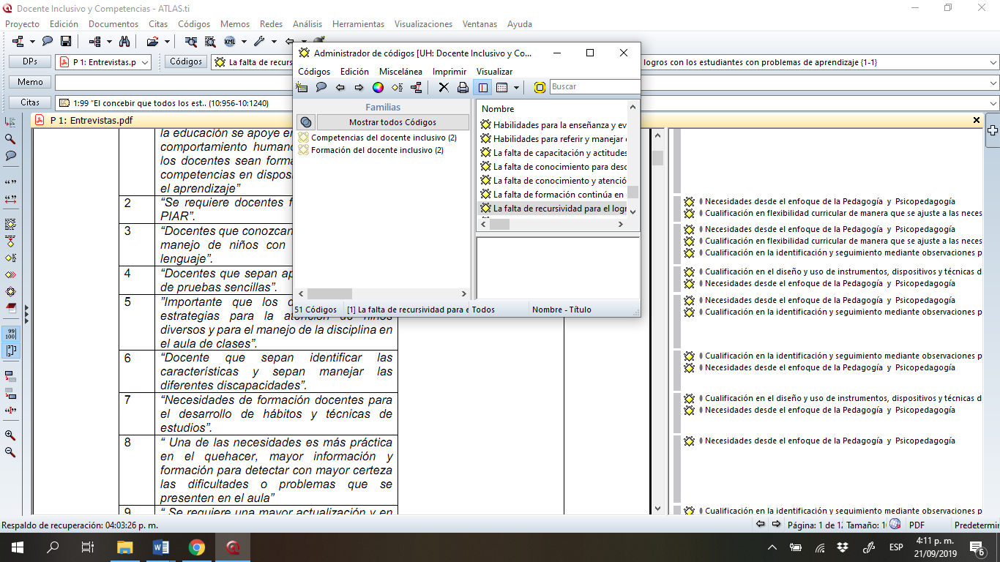 Docente Inclusivo y Competencias - ATLAS.ti
Proyecto Edición Documentos Citas Códigos Memos Redes Análisis Herramientas Visualizaciones Ventanas Ayuda
DPs P 1: Entrevistas.p Códigos La falta de recurs logros con los estudiantes con problemas de aprendizaje {1-1}
Memo
Citas 1:99 "El concebir que todos los est.. (10:956-10:1240)
P 1: Entrevistas.pdf
Administrador de códigos [UH: Docente Inclusivo y Co...
Códigos Edición Miscelánea Imprimir Visualizar
Buscar
Familias
Mostrar todos Códigos
Competencias del docente inclusivo (2)
Formación del docente inclusivo (2)
Nombre
Habilidades para la enseñanza y ev
Habilidades para referir y manejar
La falta de capacitación y actitudes
La falta de conocimiento para desc
La falta de conocimiento y atenció
La falta de formación continúa en
La falta de recursividad para el logr
51 Códigos [1] La falta de recursividad para e Todos Nombre - Título
la educación se apoye en
comportamiento humano
los docentes sean forma
competencias en disposi
el aprendizaje”
2 “Se requiere docentes f
PIAR”.
3 “Docentes que conozcan
manejo de niños con
lenguaje”.
4 “Docentes que sepan ap
de pruebas sencillas”.
5 ”Importante que los d
estrategias para la atención de niños
diversos y para el manejo de la disciplina en
el aula de clases”.
6 “Docente que sepan identificar las
características y sepan manejar las
diferentes discapacidades”.
7 “Necesidades de formación docentes para
el desarrollo de hábitos y técnicas de
estudios”.
8 “ Una de las necesidades es más práctica
en el quehacer, mayor información y
formación para detectar con mayor certeza
las dificultades o problemas que se
presenten en el aula”
9 “ Se requiere una mayor actualización y en
Necesidades desde el enfoque de la Pedagogía y Psicopedagogía
Cualificación en flexibilidad curricular de manera que se ajuste a las neces
Necesidades desde el enfoque de la Pedagogía y Psicopedagogía
Cualificación en flexibilidad curricular de manera que se ajuste a las neces
Cualificación en la identificación y seguimiento mediante observaciones p
Cualificación en el diseño y uso de instrumentos, dispositivos y técnicas d
Necesidades desde el enfoque de la Pedagogía y Psicopedagogía
Necesidades desde el enfoque de la Pedagogía y Psicopedagogía
Cualificación en la identificación y seguimiento mediante observaciones p
Cualificación en la identificación y seguimiento mediante observaciones p
Necesidades desde el enfoque de la Pedagogía y Psicopedagogía
Cualificación en el diseño y uso de instrumentos, dispositivos y técnicas d
Necesidades desde el enfoque de la Pedagogía y Psicopedagogía
Necesidades desde el enfoque de la Pedagogía y Psicopedagogía
Cualificación en la identificación y seguimiento mediante observaciones p
Respaldo de recuperación: 04:03:26 p. m. Página: 1 de 12 Tamaño: 1 PDF Predetermin
ESP 4:11 p. m.
21/09/2019 6